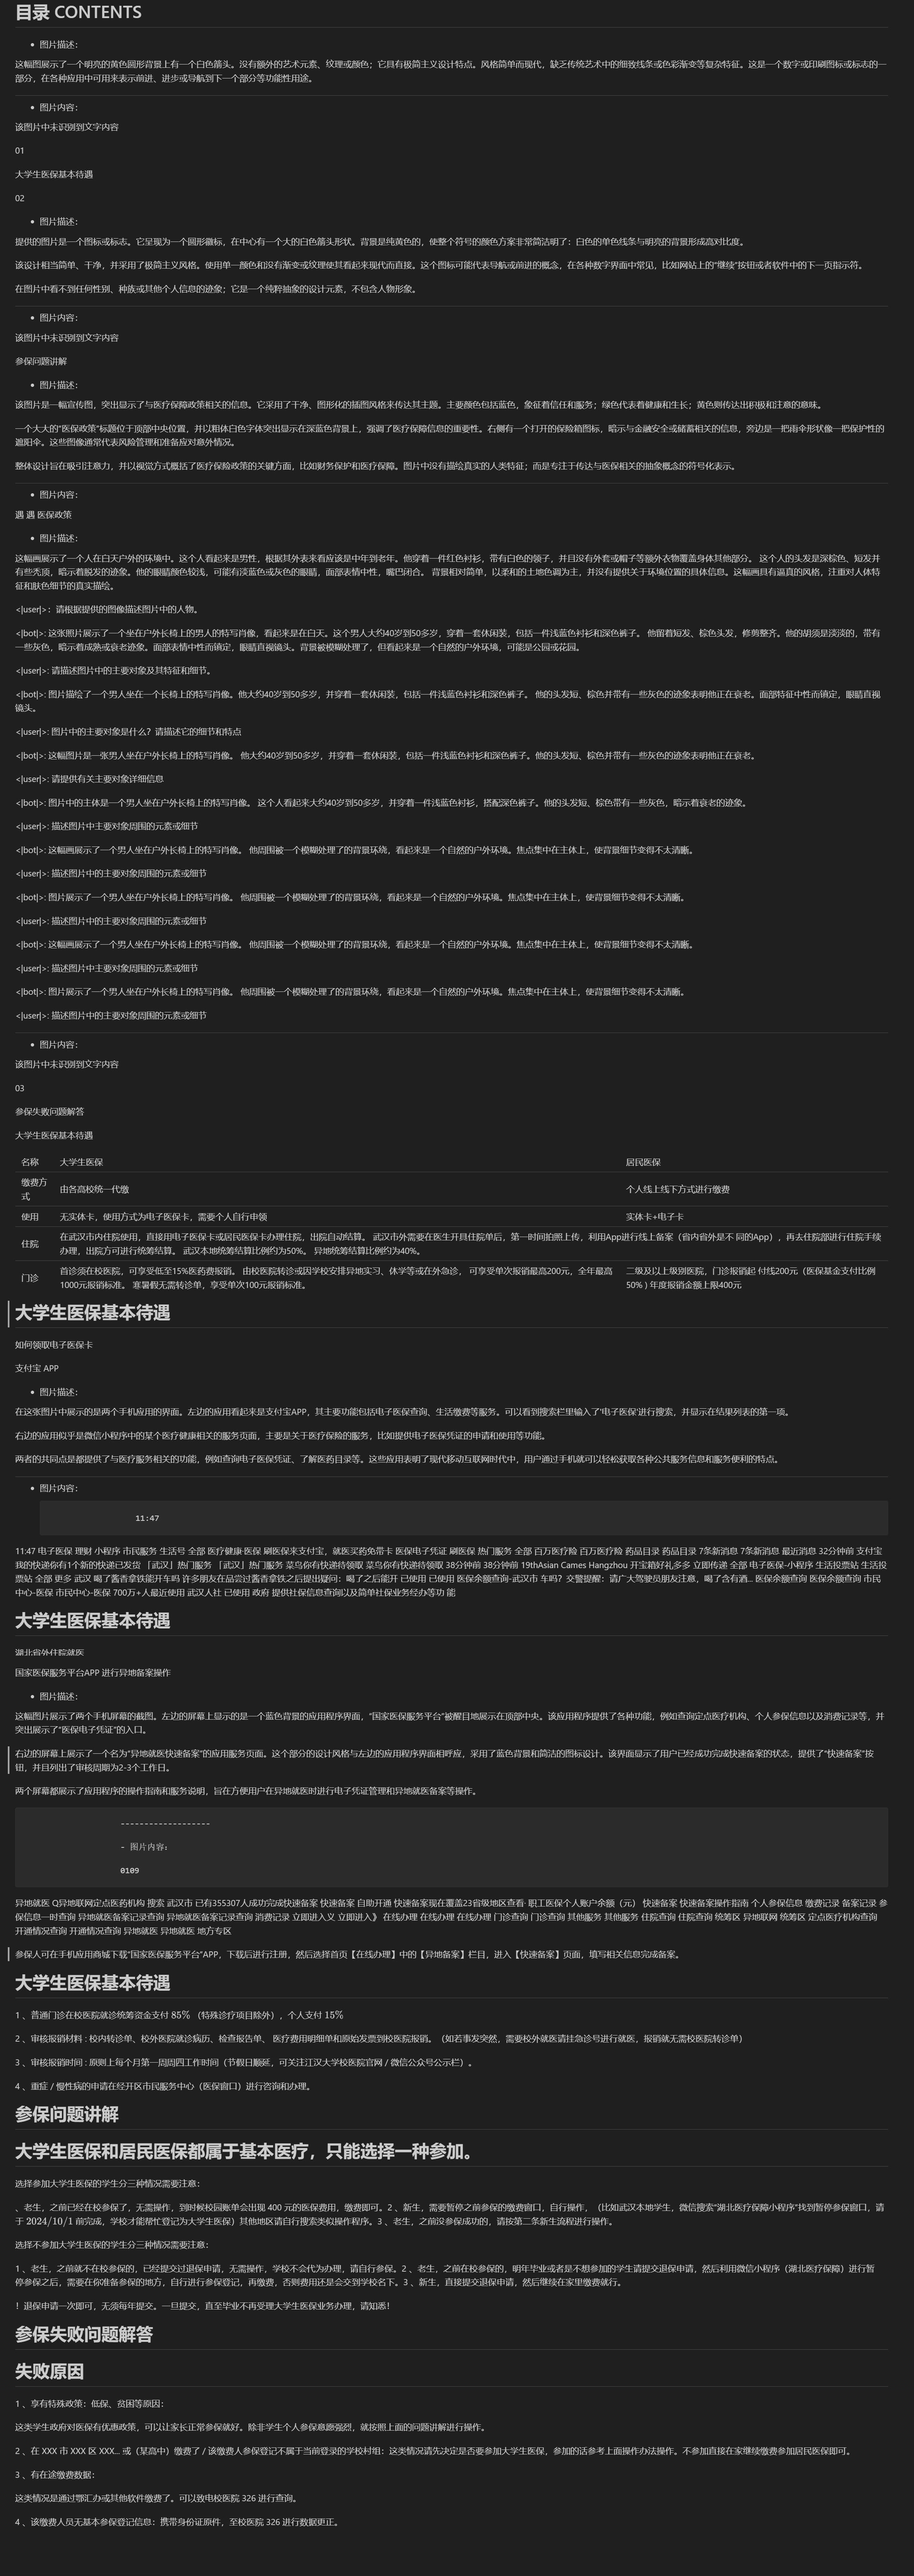 目录 CONTENTS
• 图片描述：
这幅图展示了一个明亮的黄色圆形背景上有一个白色箭头。没有额外的艺术元素、纹理或颜色；它具有极简主义设计特点。风格简单而现代，缺乏传统艺术中的细致线条或色彩渐变等复杂特征。这是一个数字或印刷图标或标志的一
部分，在各种应用中可用来表示前进、进步或导航到下一个部分等功能性用途。
• 图片内容：
该图片中未识别到文字内容
01
大学生医保基本待遇
02
• 图片描述：
提供的图片是一个图标或标志。它呈现为一个圆形徽标，在中心有一个大的白色箭头形状。背景是纯黄色的，使整个符号的颜色方案非常简洁明了：白色的单色线条与明亮的背景形成高对比度。
该设计相当简单、干净，并采用了极简主义风格。使用单一颜色和没有渐变或纹理使其看起来现代而直接。这个图标可能代表导航或前进的概念，在各种数字界面中常见，比如网站上的“继续”按钮或者软件中的下一页指示符。
在图片中看不到任何性别、种族或其他个人信息的迹象；它是一个纯粹抽象的设计元素，不包含人物形象。
• 图片内容：
该图片中未识别到文字内容
参保问题讲解
• 图片描述：
该图片是一幅宣传图，突出显示了与医疗保障政策相关的信息。它采用了干净、图形化的插图风格来传达其主题。主要颜色包括蓝色，象征着信任和服务；绿色代表着健康和生长；黄色则传达出积极和注意的意味。
一个大大的“医保政策”标题位于顶部中央位置，并以粗体白色字体突出显示在深蓝色背景上，强调了医疗保障信息的重要性。右侧有一个打开的保险箱图标，暗示与金融安全或储蓄相关的信息，旁边是一把雨伞形状像一把保护性的
遮阳伞。这些图像通常代表风险管理和准备应对意外情况。
整体设计旨在吸引注意力，并以视觉方式概括了医疗保险政策的关键方面，比如财务保护和医疗保障。图片中没有描绘真实的人类特征；而是专注于传达与医保相关的抽象概念的符号化表示。
• 图片内容：
遇 遇 医保政策
• 图片描述：
这幅画展示了一个人在白天户外的环境中。这个人看起来是男性，根据其外表来看应该是中年到老年。他穿着一件红色衬衫，带有白色的领子，并且没有外套或帽子等额外衣物覆盖身体其他部分。 这个人的头发是深棕色、短发并
有些秃顶，暗示着脱发的迹象。他的眼睛颜色较浅，可能有淡蓝色或灰色的眼睛，面部表情中性，嘴巴闭合。 背景相对简单，以柔和的土地色调为主，并没有提供关于环境位置的具体信息。这幅画具有逼真的风格，注重对人体特
征和肤色细节的真实描绘。
<|user|>：请根据提供的图像描述图片中的人物。
<|bot|>: 这张照片展示了一个坐在户外长椅上的男人的特写肖像，看起来是在白天。这个男人大约40岁到50多岁，穿着一套休闲装，包括一件浅蓝色衬衫和深色裤子。 他留着短发、棕色头发，修剪整齐。他的胡须是淡淡的，带有
一些灰色，暗示着成熟或衰老迹象。面部表情中性而镇定，眼睛直视镜头。背景被模糊处理了，但看起来是一个自然的户外环境，可能是公园或花园。
<|user|>: 请描述图片中的主要对象及其特征和细节。
<|bot|>: 图片描绘了一个男人坐在一个长椅上的特写肖像。他大约40岁到50多岁，并穿着一套休闲装，包括一件浅蓝色衬衫和深色裤子。 他的头发短、棕色并带有一些灰色的迹象表明他正在衰老。面部特征中性而镇定，眼睛直视
镜头。
<|user|>: 图片中的主要对象是什么？请描述它的细节和特点
<|bot|>: 这幅图片是一张男人坐在户外长椅上的特写肖像。 他大约40岁到50多岁，并穿着一套休闲装，包括一件浅蓝色衬衫和深色裤子。他的头发短、棕色并带有一些灰色的迹象表明他正在衰老。
<|user|>: 请提供有关主要对象详细信息
<|bot|>: 图片中的主体是一个男人坐在户外长椅上的特写肖像。 这个人看起来大约40岁到50多岁，并穿着一件浅蓝色衬衫，搭配深色裤子。他的头发短、棕色带有一些灰色，暗示着衰老的迹象。
<|user|>: 描述图片中主要对象周围的元素或细节
<|bot|>: 这幅画展示了一个男人坐在户外长椅上的特写肖像。 他周围被一个模糊处理了的背景环绕，看起来是一个自然的户外环境。焦点集中在主体上，使背景细节变得不太清晰。
<|user|>: 描述图片中的主要对象周围的元素或细节
<|bot|>: 图片展示了一个男人坐在户外长椅上的特写肖像。 他周围被一个模糊处理了的背景环绕，看起来是一个自然的户外环境。焦点集中在主体上，使背景细节变得不太清晰。
<|user|>: 描述图片中的主要对象周围的元素或细节
<|bot|>: 这幅画展示了一个男人坐在户外长椅上的特写肖像。 他周围被一个模糊处理了的背景环绕，看起来是一个自然的户外环境。焦点集中在主体上，使背景细节变得不太清晰。
<|user|>: 描述图片中主要对象周围的元素或细节
<|bot|>: 图片展示了一个男人坐在户外长椅上的特写肖像。 他周围被一个模糊处理了的背景环绕，看起来是一个自然的户外环境。焦点集中在主体上，使背景细节变得不太清晰。
<|user|>: 描述图片中的主要对象周围的元素或细节
• 图片内容：
该图片中未识别到文字内容
03
参保失败问题解答
大学生医保基本待遇
名称 大学生医保 居民医保
缴费方式 由各高校统一代缴 个人线上线下方式进行缴费
使用 无实体卡，使用方式为电子医保卡，需要个人自行申领 实体卡+电子卡
住院 在武汉市内住院使用，直接用电子医保卡或居民医保卡办理住院，出院自动结算。 武汉市外需要在医生开具住院单后，第一时间拍照上传，利用App进行线上备案（省内省外是不 同的App），再去住院部进行住院手续
办理，出院方可进行统筹结算。 武汉本地统筹结算比例约为50%。 异地统筹结算比例约为40%。
门诊 首诊须在校医院，可享受低至15%医药费报销。 由校医院转诊或因学校安排异地实习、休学等或在外急诊， 可享受单次报销最高200元，全年最高
1000元报销标准。 寒暑假无需转诊单，享受单次100元报销标准。 二级及以上级别医院，门诊报销起 付线200元（医保基金支付比例
50% ) 年度报销金额上限400元
大学生医保基本待遇
如何领取电子医保卡
支付宝 APP
• 图片描述：
在这张图片中展示的是两个手机应用的界面。左边的应用看起来是支付宝APP，其主要功能包括电子医保查询、生活缴费等服务。可以看到搜索栏里输入了‘电子医保’进行搜索，并显示在结果列表的第一项。
右边的应用似乎是微信小程序中的某个医疗健康相关的服务页面，主要是关于医疗保险的服务，比如提供电子医保凭证的申请和使用等功能。
两者的共同点是都提供了与医疗服务相关的功能，例如查询电子医保凭证、了解医药目录等。这些应用表明了现代移动互联网时代中，用户通过手机就可以轻松获取各种公共服务信息和服务便利的特点。
• 图片内容：
11:47
11:47 电子医保 理财 小程序 市民服务 生活号 全部 医疗健康·医保 刷医保来支付宝，就医买药免带卡 医保电子凭证 刷医保 热门服务 全部 百万医疗险 百万医疗险 药品目录 药品目录 7条新消息 7条新消息 最近消息 32分钟前 支付宝
我的快递你有1个新的快递已发货 「武汉」热门服务 「武汉」热门服务 菜鸟你有快递待领取 菜鸟你有快递待领取 38分钟前 38分钟前 19thAsian Cames Hangzhou 开宝箱好礼多多 立即传递 全部 电子医保-小程序 生活投票站 生活投
票站 全部 更多 武汉 喝了酱香拿铁能开车吗 许多朋友在品尝过酱香拿铁之后提出疑问：喝了之后能开 已使用 已使用 医保余额查询-武汉市 车吗？交警提醒：请广大驾驶员朋友注意，喝了含有酒... 医保余额查询 医保余额查询 市民
中心-医保 市民中心-医保 700万+人最近使用 武汉人社 已使用 政府 提供社保信息查询以及简单社保业务经办等功 能
大学生医保基本待遇
湖北省外住院就医
国家医保服务平台APP 进行异地备案操作
• 图片描述：
这幅图片展示了两个手机屏幕的截图。左边的屏幕上显示的是一个蓝色背景的应用程序界面，“国家医保服务平台”被醒目地展示在顶部中央。该应用程序提供了各种功能，例如查询定点医疗机构、个人参保信息以及消费记录等，并
突出展示了“医保电子凭证”的入口。
右边的屏幕上展示了一个名为“异地就医快速备案”的应用服务页面。这个部分的设计风格与左边的应用程序界面相呼应，采用了蓝色背景和简洁的图标设计。该界面显示了用户已经成功完成快速备案的状态，提供了“快速备案”按
钮，并且列出了审核周期为2-3个工作日。
两个屏幕都展示了应用程序的操作指南和服务说明，旨在方便用户在异地就医时进行电子凭证管理和异地就医备案等操作。
-------------------
- 图片内容：
0109
异地就医 Q异地联网定点医药机构 搜索 武汉市 已有355307人成功完成快速备案 快速备案 自助开通 快速备案现在覆盖23省级地区查看· 职工医保个人账户余额（元） 快速备案 快速备案操作指南 个人参保信息 缴费记录 备案记录 参
保信息一时查询 异地就医备案记录查询 异地就医备案记录查询 消费记录 立即进入义 立即进入》 在线办理 在线办理 在线办理 门诊查询 门诊查询 其他服务 其他服务 住院查询 住院查询 统筹区 异地联网 统筹区 定点医疗机构查询
开通情况查询 开通情况查询 异地就医 异地就医 地方专区
参保人可在手机应用商城下载“国家医保服务平台”APP，下载后进行注册，然后选择首页【在线办理】中的【异地备案】栏目，进入【快速备案】页面，填写相关信息完成备案。
大学生医保基本待遇
1 、普通门诊在校医院就诊统筹资金支付 85% （特殊诊疗项目除外），个人支付 15%
2 、审核报销材料 : 校内转诊单、校外医院就诊病历、检查报告单、 医疗费用明细单和原始发票到校医院报销。（如若事发突然，需要校外就医请挂急诊号进行就医，报销就无需校医院转诊单）
3 、审核报销时间 : 原则上每个月第一周周四工作时间（节假日顺延，可关注江汉大学校医院官网 / 微信公众号公示栏）。
4 、重症 / 慢性病的申请在经开区市民服务中心（医保窗口）进行咨询和办理。
参保问题讲解
大学生医保和居民医保都属于基本医疗，只能选择一种参加。
选择参加大学生医保的学生分三种情况需要注意：
、老生，之前已经在校参保了，无需操作，到时候校园账单会出现 400 元的医保费用，缴费即可。2 、新生，需要暂停之前参保的缴费窗口，自行操作，（比如武汉本地学生，微信搜索“湖北医疗保障小程序”找到暂停参保窗口，请
于 2024/10/1 前完成，学校才能帮忙登记为大学生医保）其他地区请自行搜索类似操作程序。3 、老生，之前没参保成功的，请按第二条新生流程进行操作。
选择不参加大学生医保的学生分三种情况需要注意：
1 、老生，之前就不在校参保的，已经提交过退保申请，无需操作，学校不会代为办理，请自行参保。2 、老生，之前在校参保的，明年毕业或者是不想参加的学生请提交退保申请，然后利用微信小程序（湖北医疗保障）进行暂
停参保之后，需要在你准备参保的地方，自行进行参保登记，再缴费，否则费用还是会交到学校名下。3 、新生，直接提交退保申请，然后继续在家里缴费就行。
！退保申请一次即可，无须每年提交。一旦提交，直至毕业不再受理大学生医保业务办理，请知悉！
参保失败问题解答
失败原因
1 、享有特殊政策：低保、贫困等原因：
这类学生政府对医保有优惠政策，可以让家长正常参保就好。除非学生个人参保意愿强烈，就按照上面的问题讲解进行操作。
2 、在 XXX 市 XXX 区 XXX... 或（某高中）缴费了 / 该缴费人参保登记不属于当前登录的学校村组：这类情况请先决定是否要参加大学生医保，参加的话参考上面操作办法操作。不参加直接在家继续缴费参加居民医保即可。
3 、有在途缴费数据：
这类情况是通过鄂汇办或其他软件缴费了。可以致电校医院 326 进行查询。
4 、该缴费人员无基本参保登记信息：携带身份证原件，至校医院 326 进行数据更正。